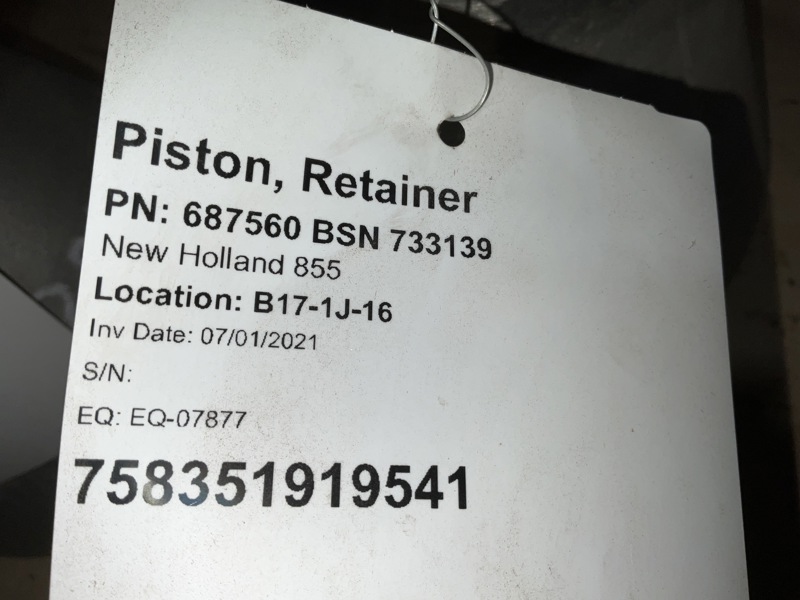 Piston, Retainer
PN: 687560 BSN 733139
New Holland 855
Location: B17-1J-16
Inv Date: 07/01/2021
S/N:
EQ: EQ-07877
758351919541